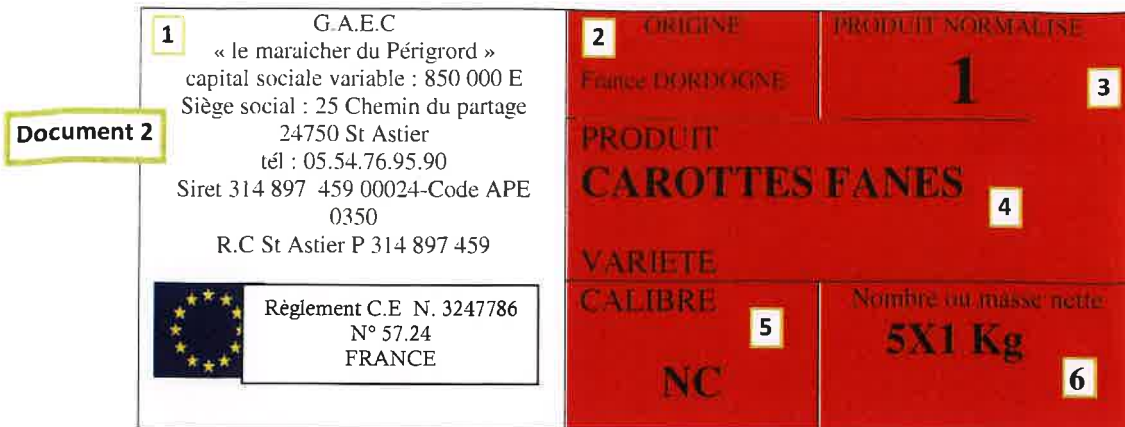 Document 2
1
G.A.E.C
« le maraicher du Périgrord »
capital sociale variable : 850 000 E
Siège social : 25 Chemin du partage
24750 St Astier
tél : 05.54.76.95.90
Siret 314 897 459 00024-Code APE
0350
R.C St Astier P 314 897 459
Règlement C.E N. 3247786
N° 57.24
FRANCE
2
ORIGINE
France DORDOGNE
PRODUIT NORMALISE
1
3
PRODUIT
CAROTTES FANES
4
VARIETE
CALIBRE
5
NC
Nombre ou masse nette
5X1 Kg
6